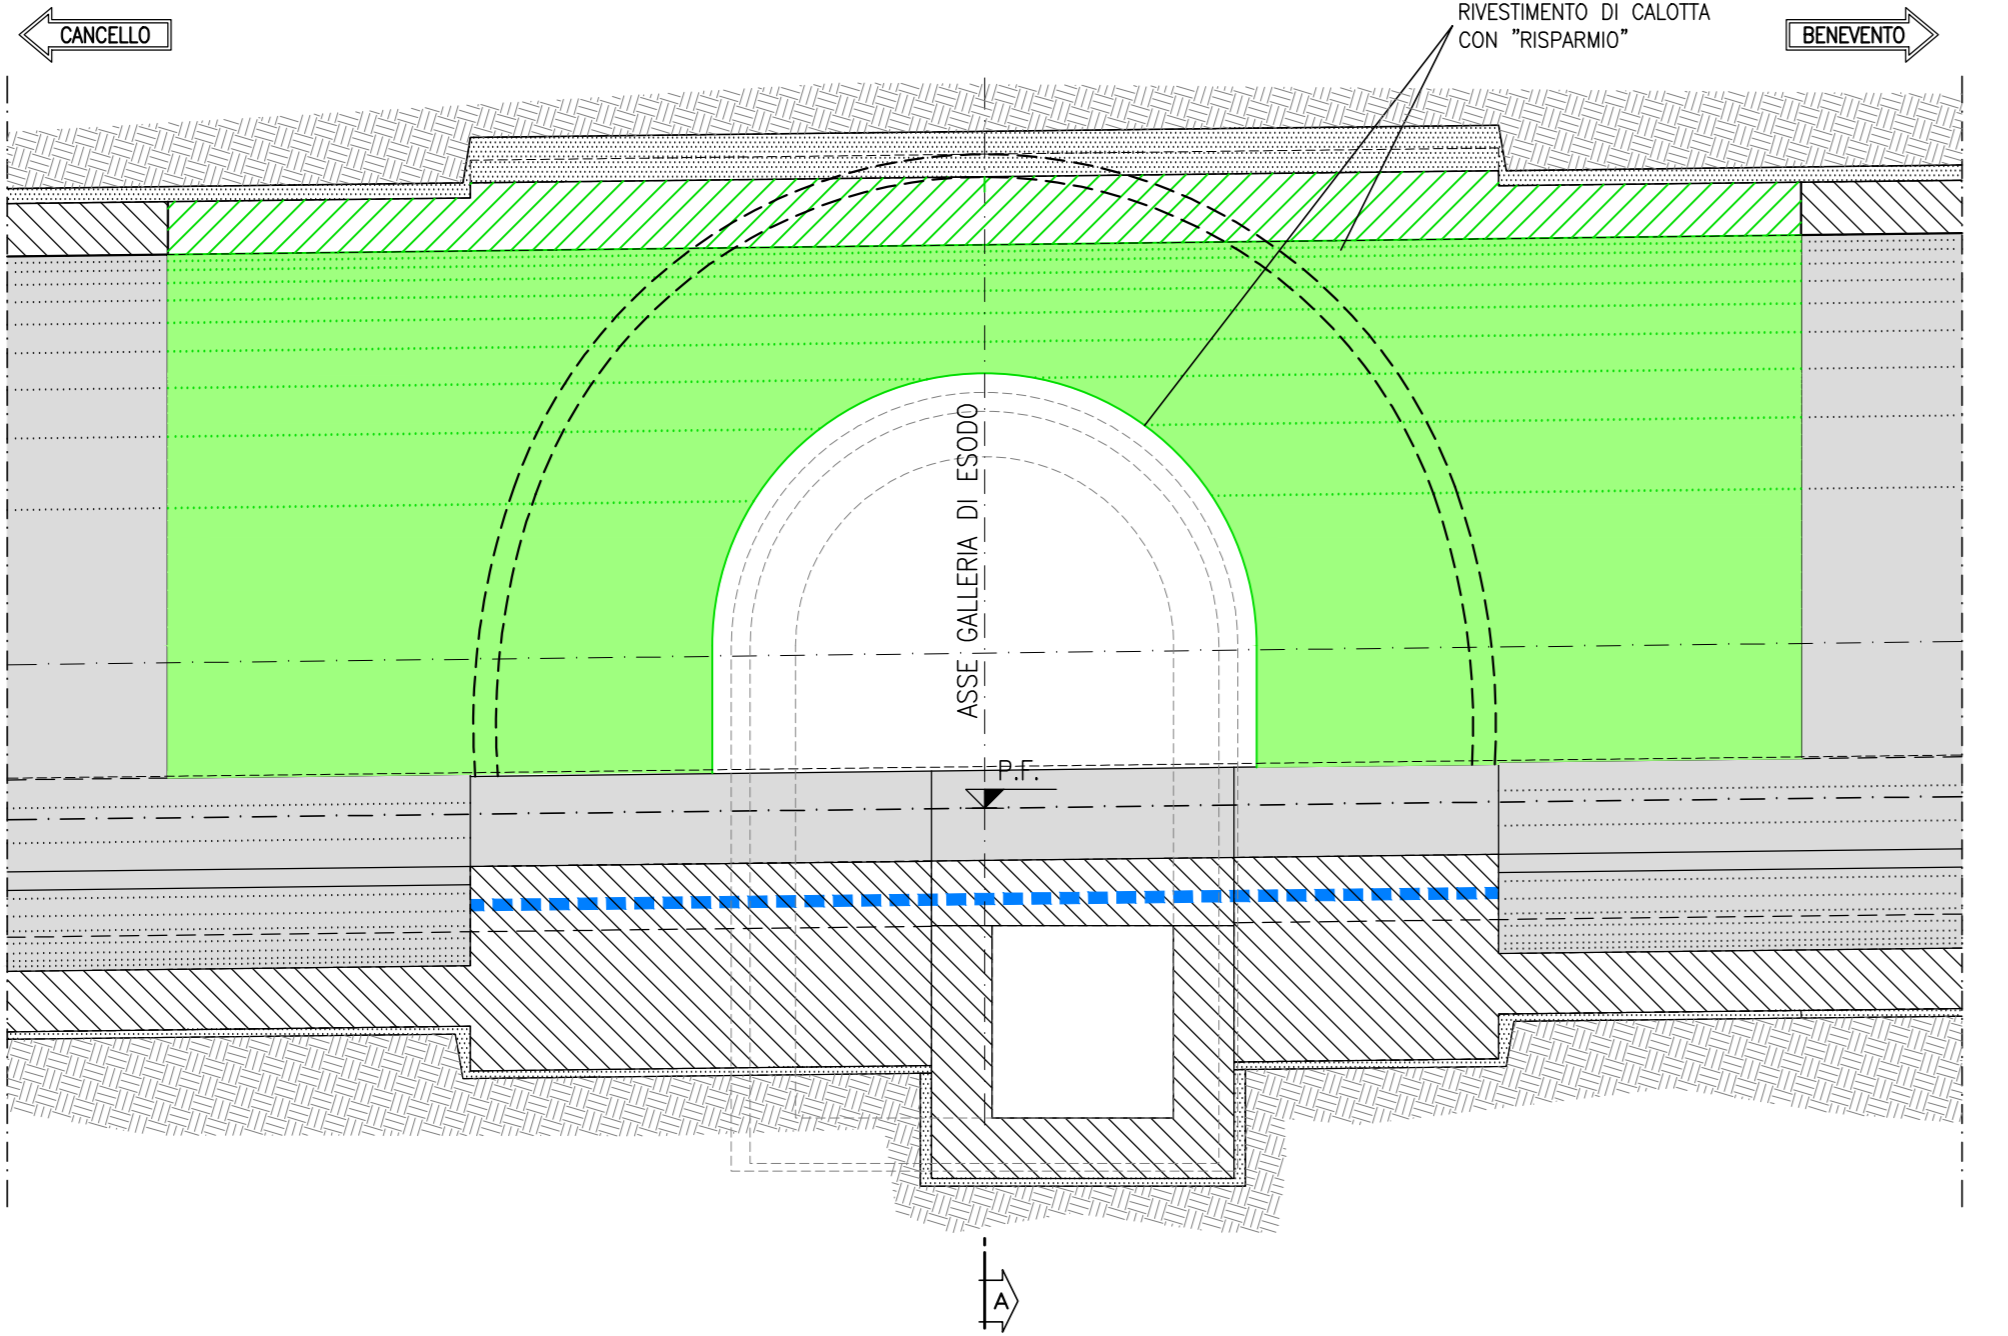 CANCELLO
RIVESTIMENTO DI CALOTTA
CON "RISPARMIO"
BENEVENTO
ASSE GALLERIA DI ESODO
P.F.
A